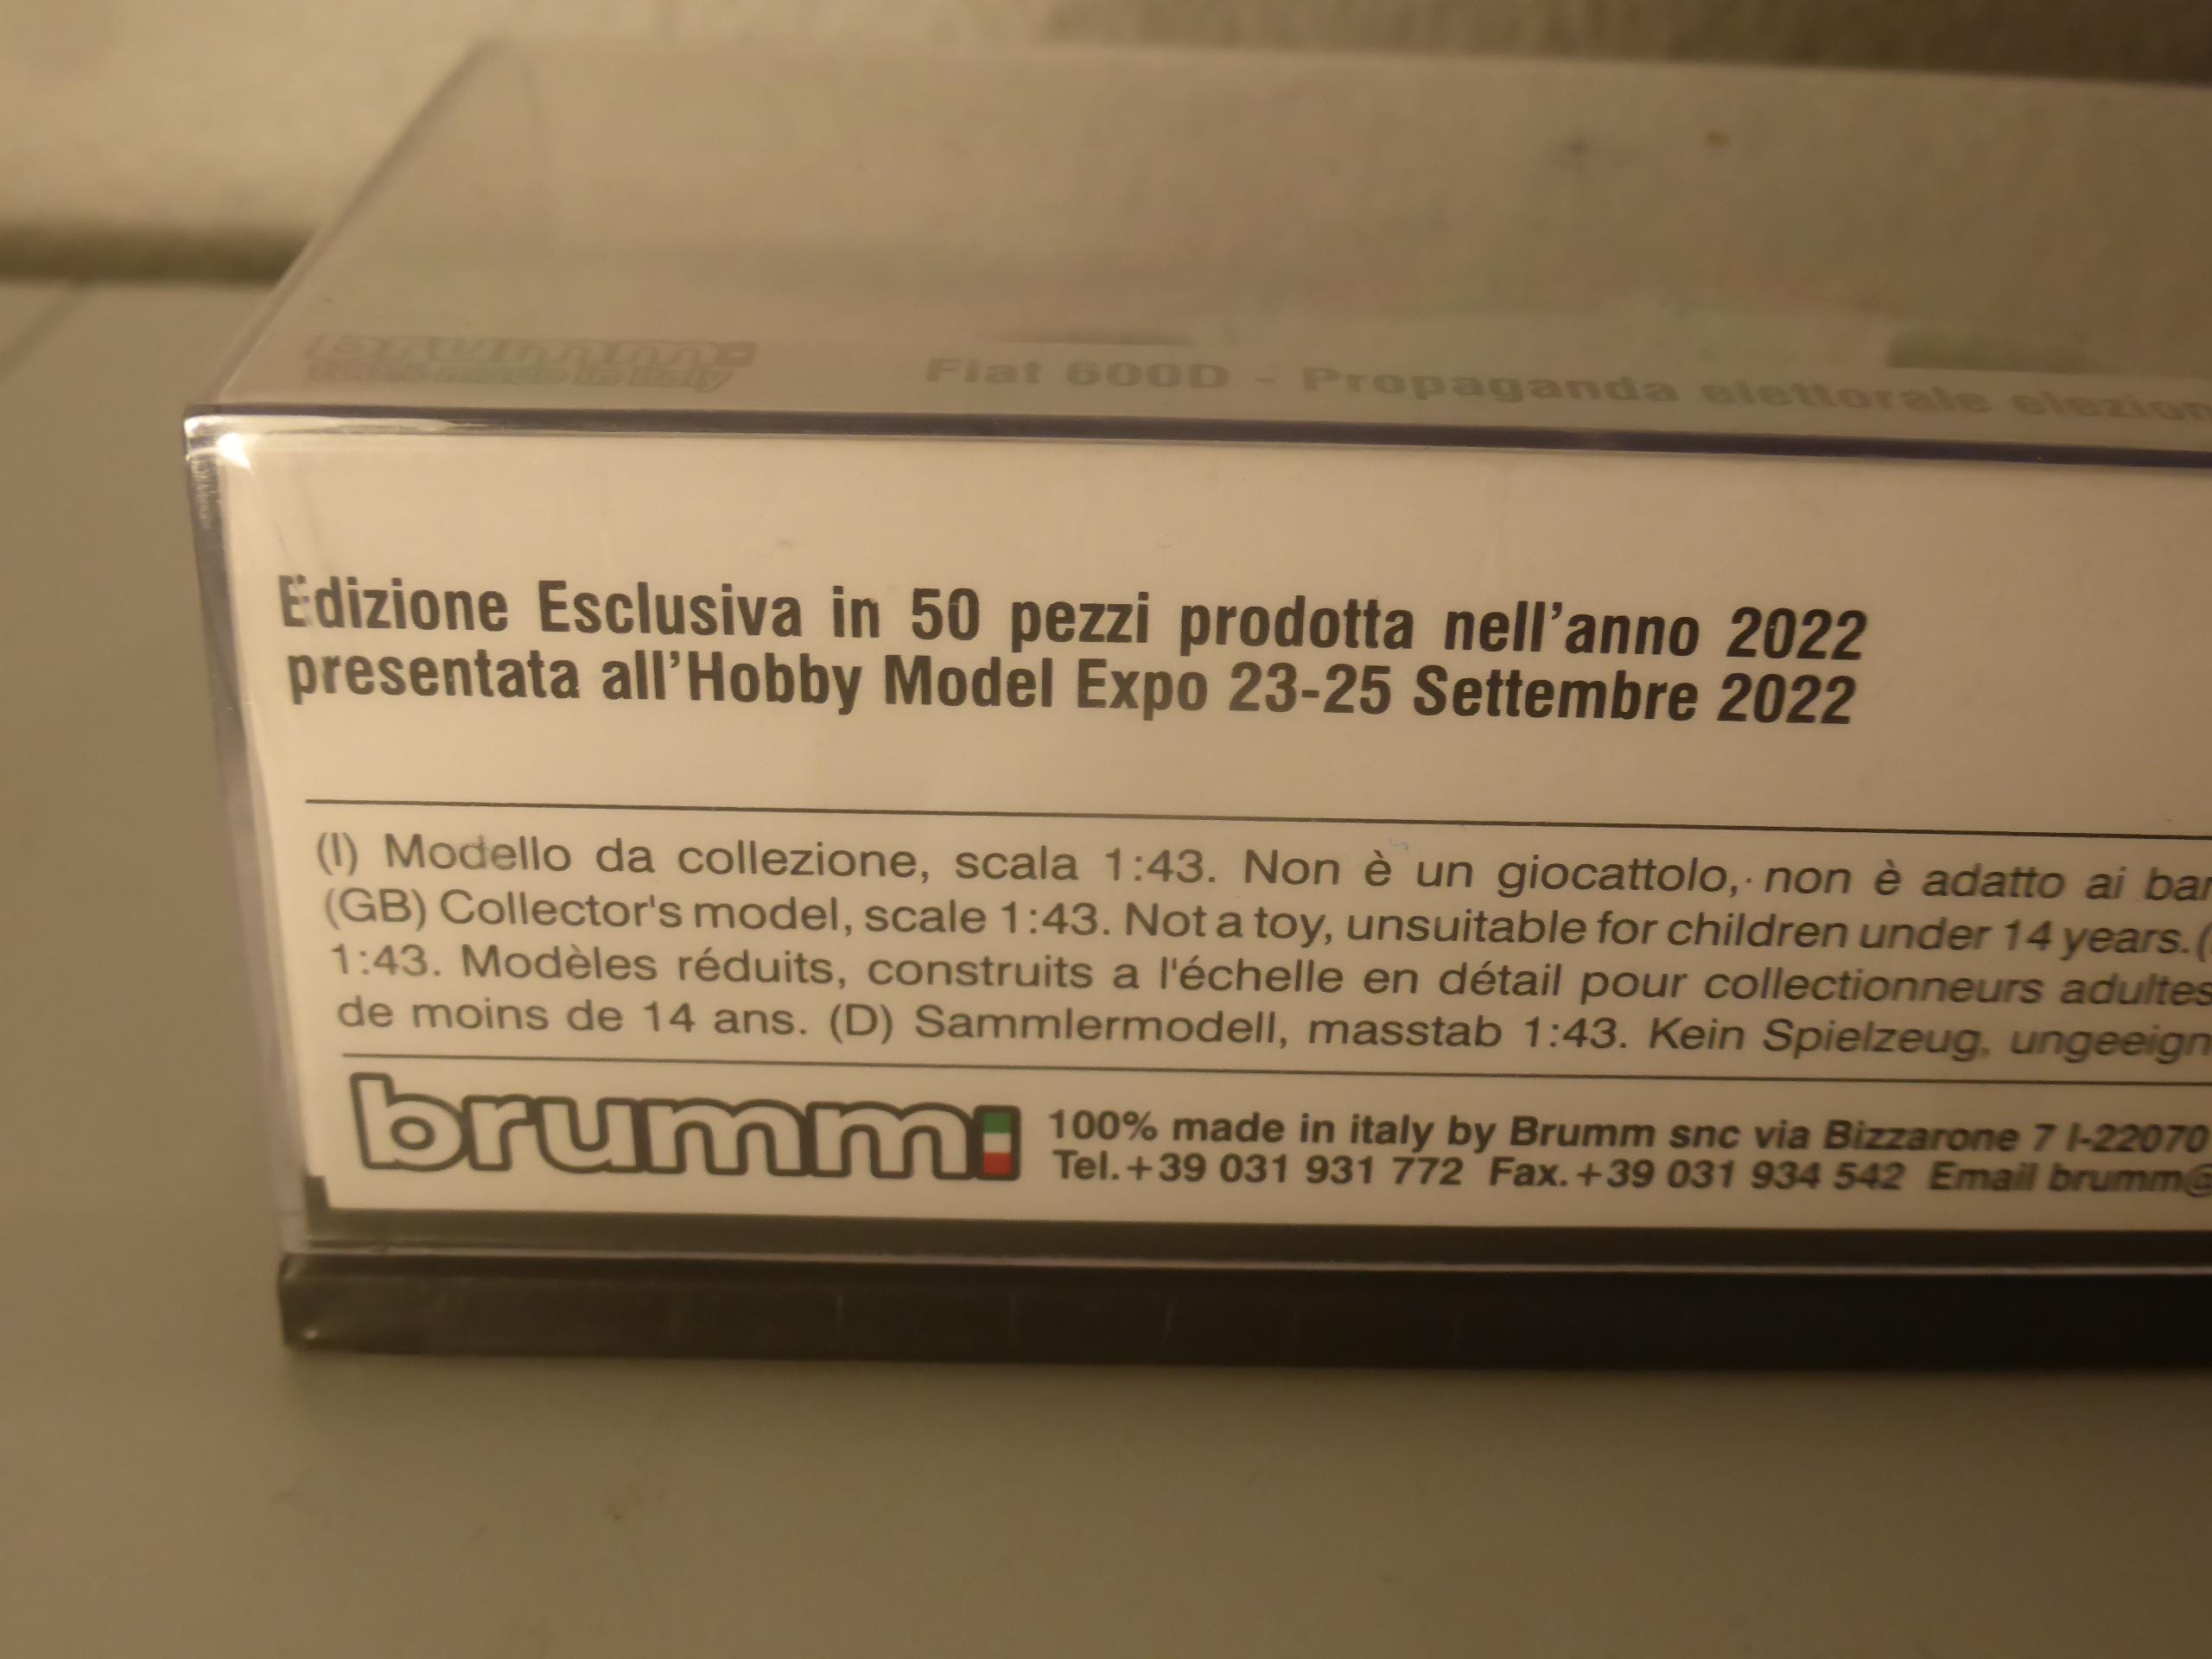 brumm
Fiat 600D - Propaganda elettorale
Edizione Esclusiva in 50 pezzi prodotta nell'anno 2022
presentata all'Hobby Model Expo 23-25 Settembre 2022
(I) Modello da collezione, scala 1:43. Non è un giocattolo, non è adatto ai
(GB) Collector's model, scale 1:43. Not a toy, unsuitable for children under 14 years.
1:43. Modèles réduits, construits a l'échelle en détail pour collectionneurs adultes
de moins de 14 ans. (D) Sammlermodell, masstab 1:43. Kein Spielzeug,
brumm
100% made in italy by Brumm snc via Bizzarone 7 I-22070
Tel.+39 031 931 772 Fax.+39 031 934 542 Email brumm@